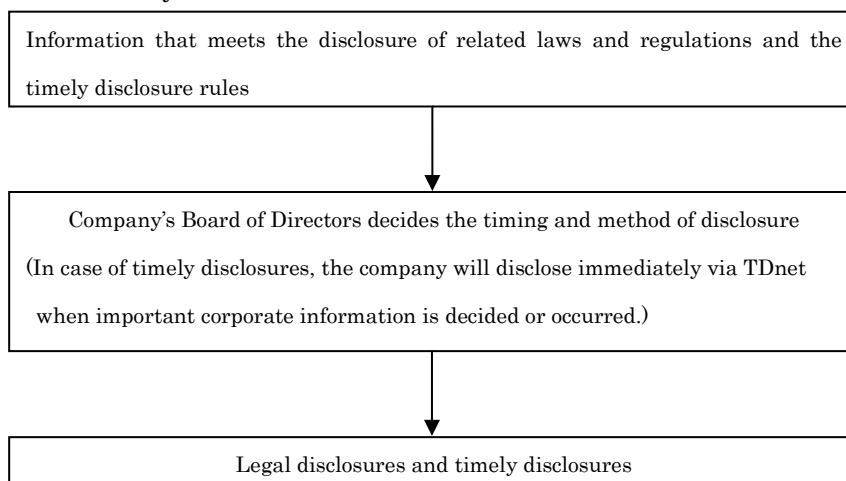 Information that meets the disclosure of related laws and regulations and the
timely disclosure rules
Company's Board of Directors decides the timing and method of disclosure
(In case of timely disclosures, the company will disclose immediately via TDnet
when important corporate information is decided or occurred.)
Legal disclosures and timely disclosures